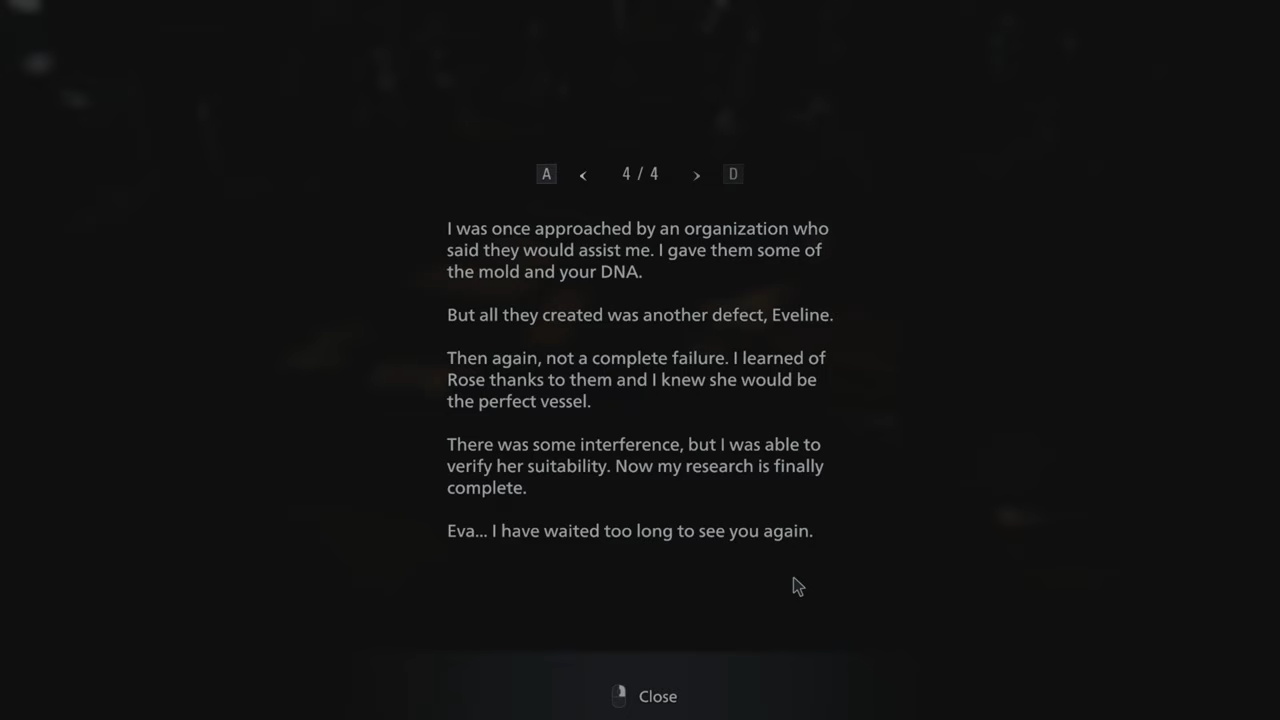 A < 4 / 4 > D
I was once approached by an organization who
said they would assist me. I gave them some of
the mold and your DNA.
But all they created was another defect, Eveline.
Then again, not a complete failure. I learned of
Rose thanks to them and I knew she would be
the perfect vessel.
There was some interference, but I was able to
verify her suitability. Now my research is finally
complete.
Eva... I have waited too long to see you again.
Close